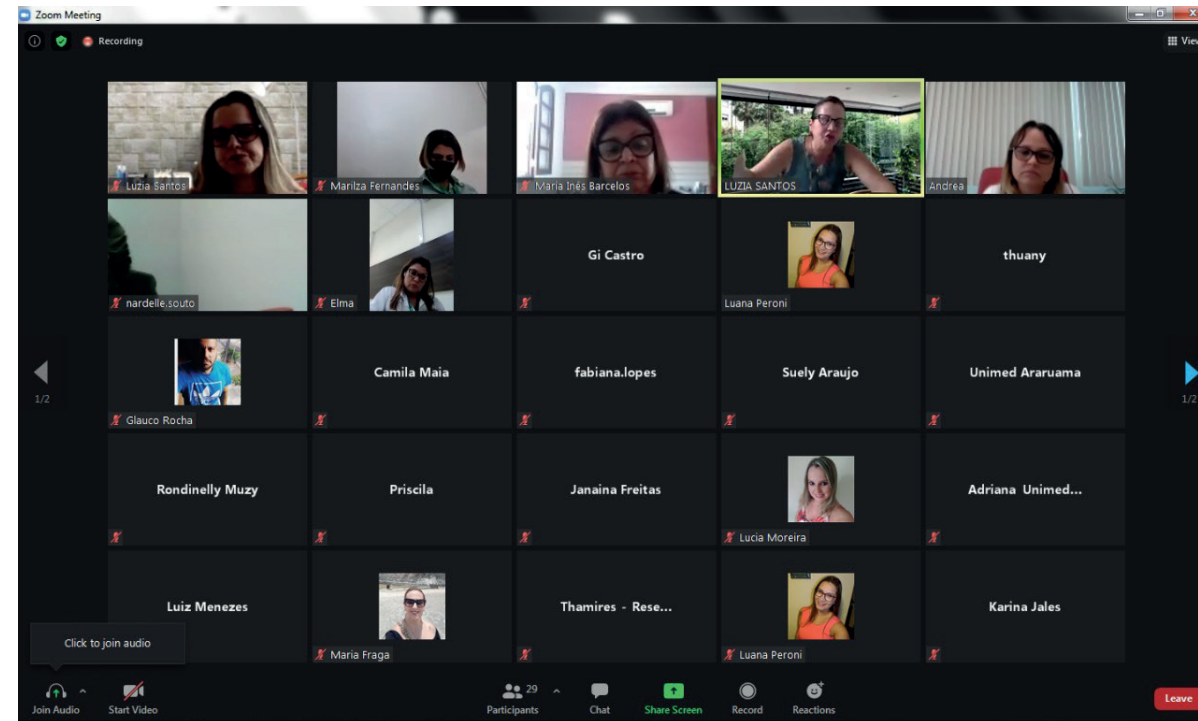 Zoom Meeting
Recording
View
Luzia Santos
Marilza Fernandes
Maria Inês Barcelos
LUZIA SANTOS
Andrea
nardelle.souto
Elma
Gi Castro
Luana Peroni
thuany
Glauco Rocha
Camila Maia
fabiana.lopes
Suely Araujo
Unimed Araruama
1/2
1/2
Rondinelly Muzy
Priscila
Janaina Freitas
Lucia Moreira
Adriana Unimed...
Luiz Menezes
Maria Fraga
Thamires - Rese...
Luana Peroni
Karina Jales
Click to join audio
Join Audio
Start Video
29
Participants
Chat
Share Screen
Record
Reactions
Leave